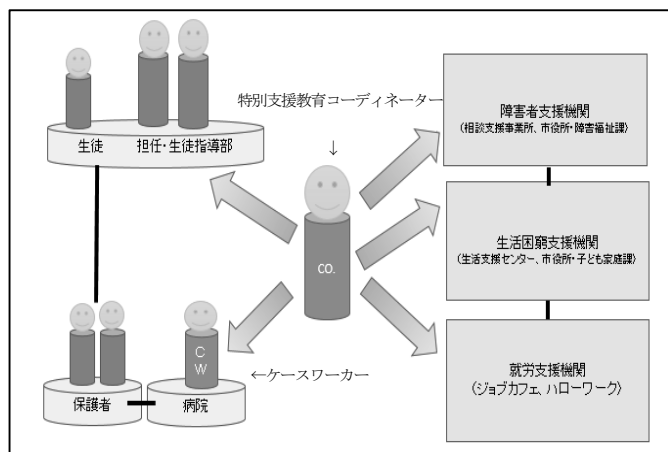 特別支援教育コーディネーター
↓
生徒　担任・生徒指導部
CO.
保護者
CW
病院
←ケースワーカー
障害者支援機関
(相談支援事業所、市役所・障害福祉課)
生活困窮支援機関
(生活支援センター、市役所・子ども家庭課)
就労支援機関
(ジョブカフェ、ハローワーク)